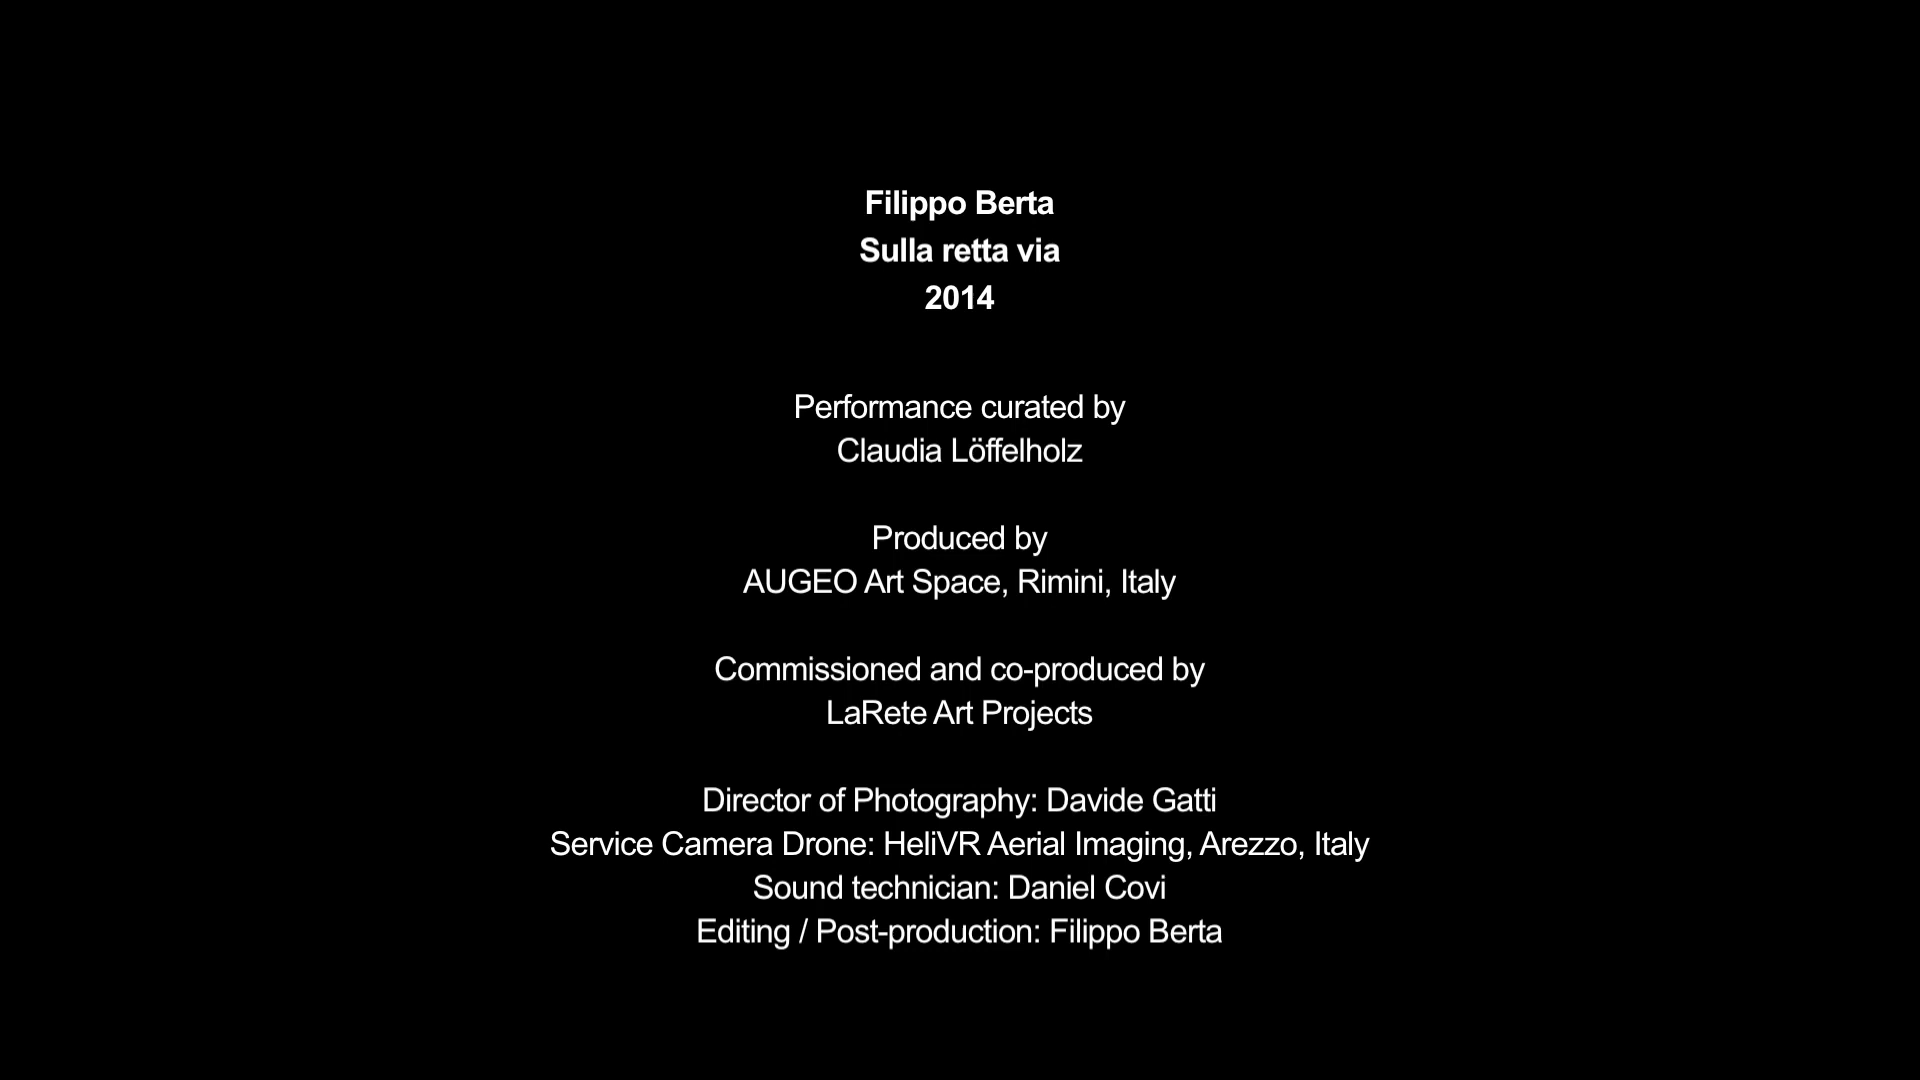 Filippo Berta
Sulla retta via
2014
Performance curated by
Claudia Löffelholz
Produced by
AUGEO Art Space, Rimini, Italy
Commissioned and co-produced by
LaRete Art Projects
Director of Photography: Davide Gatti
Service Camera Drone: HeliVR Aerial Imaging, Arezzo, Italy
Sound technician: Daniel Covi
Editing / Post-production: Filippo Berta